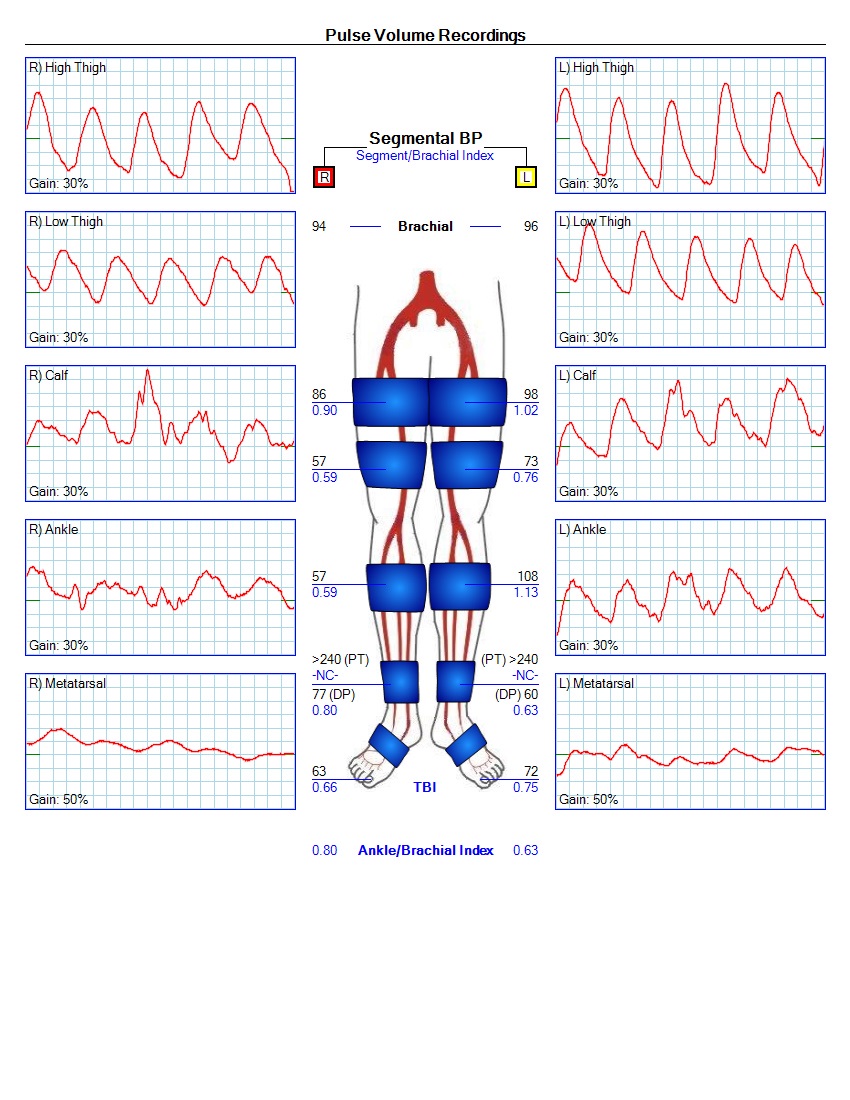 Pulse Volume Recordings
R) High Thigh
Gain: 30%
R) Low Thigh
Gain: 30%
R) Calf
Gain: 30%
R) Ankle
Gain: 30%
R) Metatarsal
Gain: 50%
Segmental BP
Segment/Brachial Index
R L
94 Brachial 96
86 98
0.90 1.02
57 73
0.59 0.76
57 108
0.59 1.13
>240 (PT) (PT) >240
-NC- -NC-
77 (DP) (DP) 60
0.80 0.63
63 72
0.66 TBI 0.75
0.80 Ankle/Brachial Index 0.63
L) High Thigh
Gain: 30%
L) Low Thigh
Gain: 30%
L) Calf
Gain: 30%
L) Ankle
Gain: 30%
L) Metatarsal
Gain: 50%